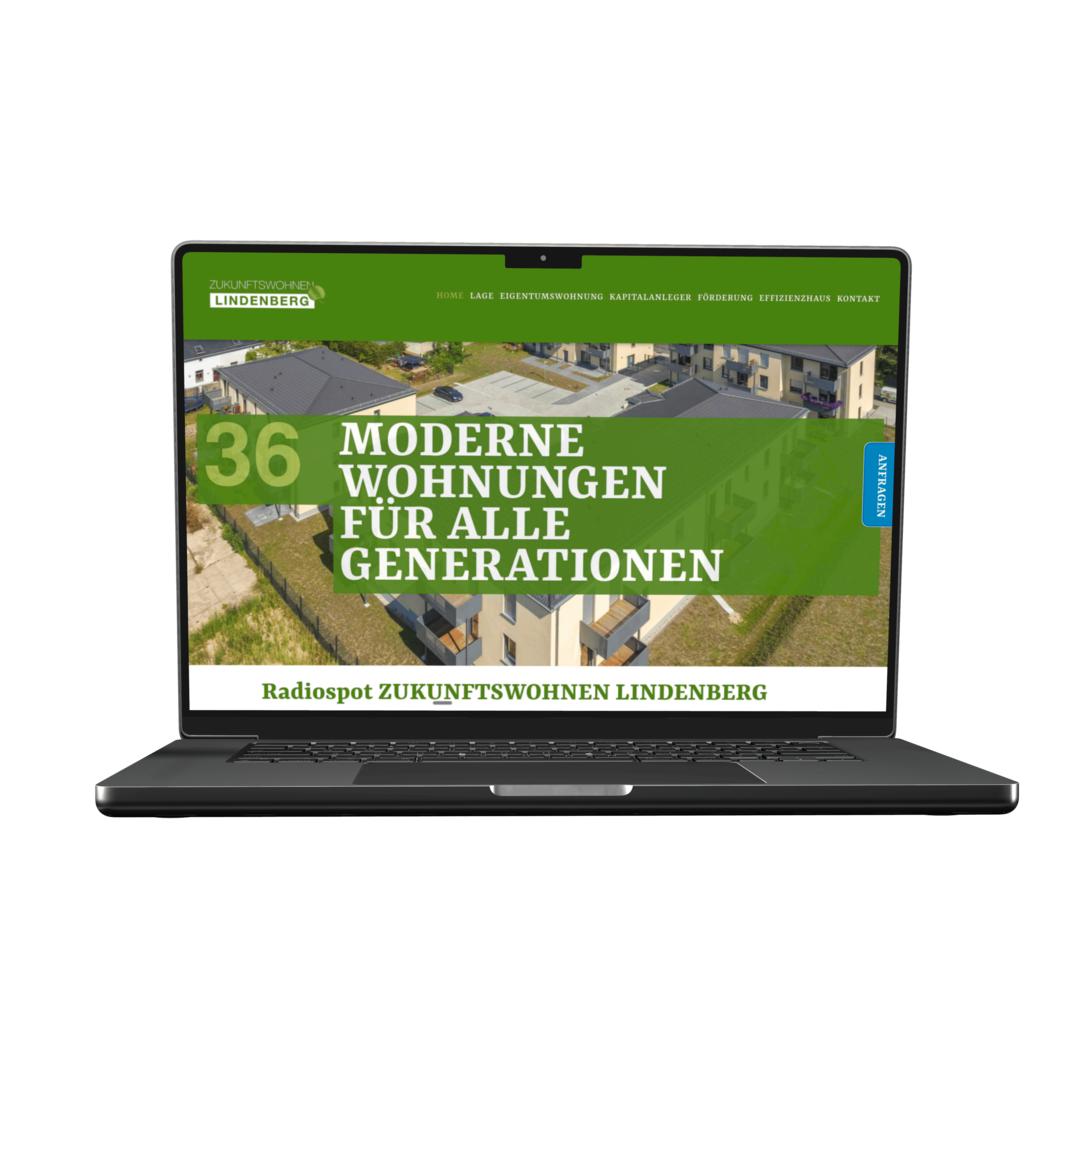 ZUKUNFTSWOHNEN
LINDENBERG
HOME LAGE EIGENTUMSWOHNUNG KAPITALANLEGER FÖRDERUNG EFFIZIENZHAUS KONTAKT
36 MODERNE
WOHNUNGEN
FÜR ALLE
GENERATIONEN
ANFRAGEN
Radiospot ZUKUNFTSWOHNEN LINDENBERG